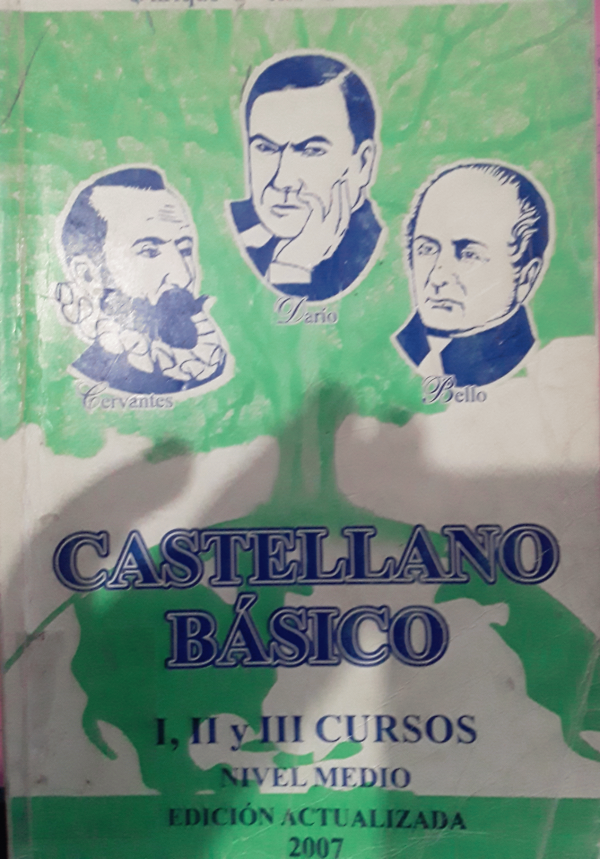 Darío
Cervantes
Bello
CASTELLANO
BÁSICO
I, II y III CURSOS
NIVEL MEDIO
EDICIÓN ACTUALIZADA
2007